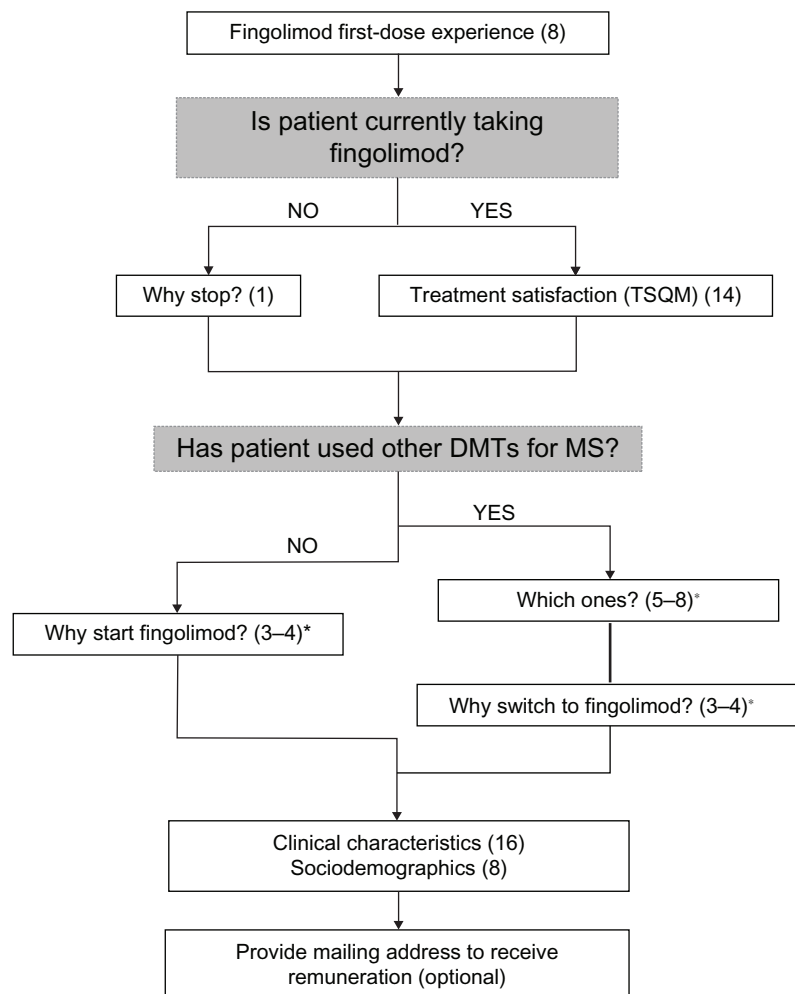 Fingolimod first-dose experience (8)
Is patient currently taking
fingolimod?
NO
YES
Why stop? (1)
Treatment satisfaction (TSQM) (14)
Has patient used other DMTs for MS?
YES
NO
Which ones? (5–8)*
Why start fingolimod? (3–4)*
Why switch to fingolimod? (3–4)*
Clinical characteristics (16)
Sociodemographics (8)
Provide mailing address to receive
remuneration (optional)